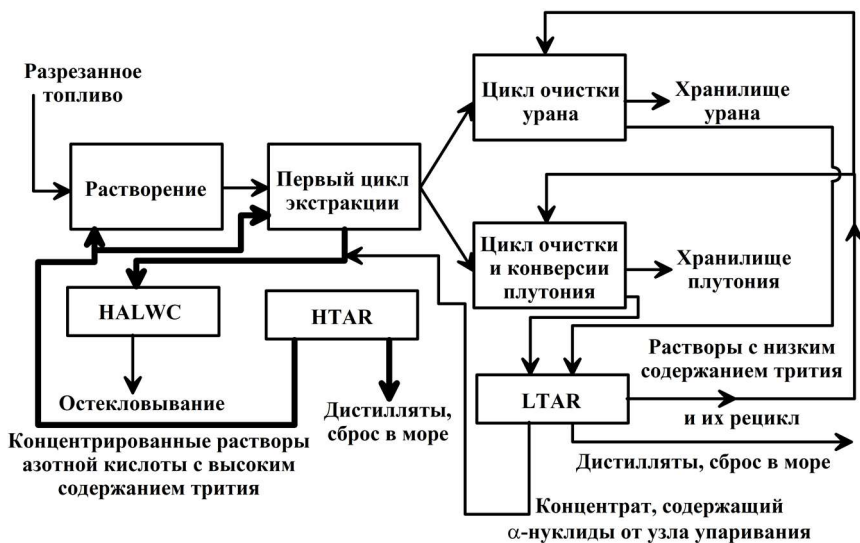 Разрезанное
топливо
Растворение
Первый цикл
экстракции
Цикл очистки
урана
Хранилище
урана
Цикл очистки
и конверсии
плутония
Хранилище
плутония
HALWC
HTAR
Остекловывание
Дистилляты,
сброс в море
Концентрированные растворы
азотной кислоты с высоким
содержанием трития
Растворы с низким
содержанием трития
LTAR
и их рецикл
Дистилляты, сброс в море
Концентрат, содержащий
α-нуклиды от узла упаривания